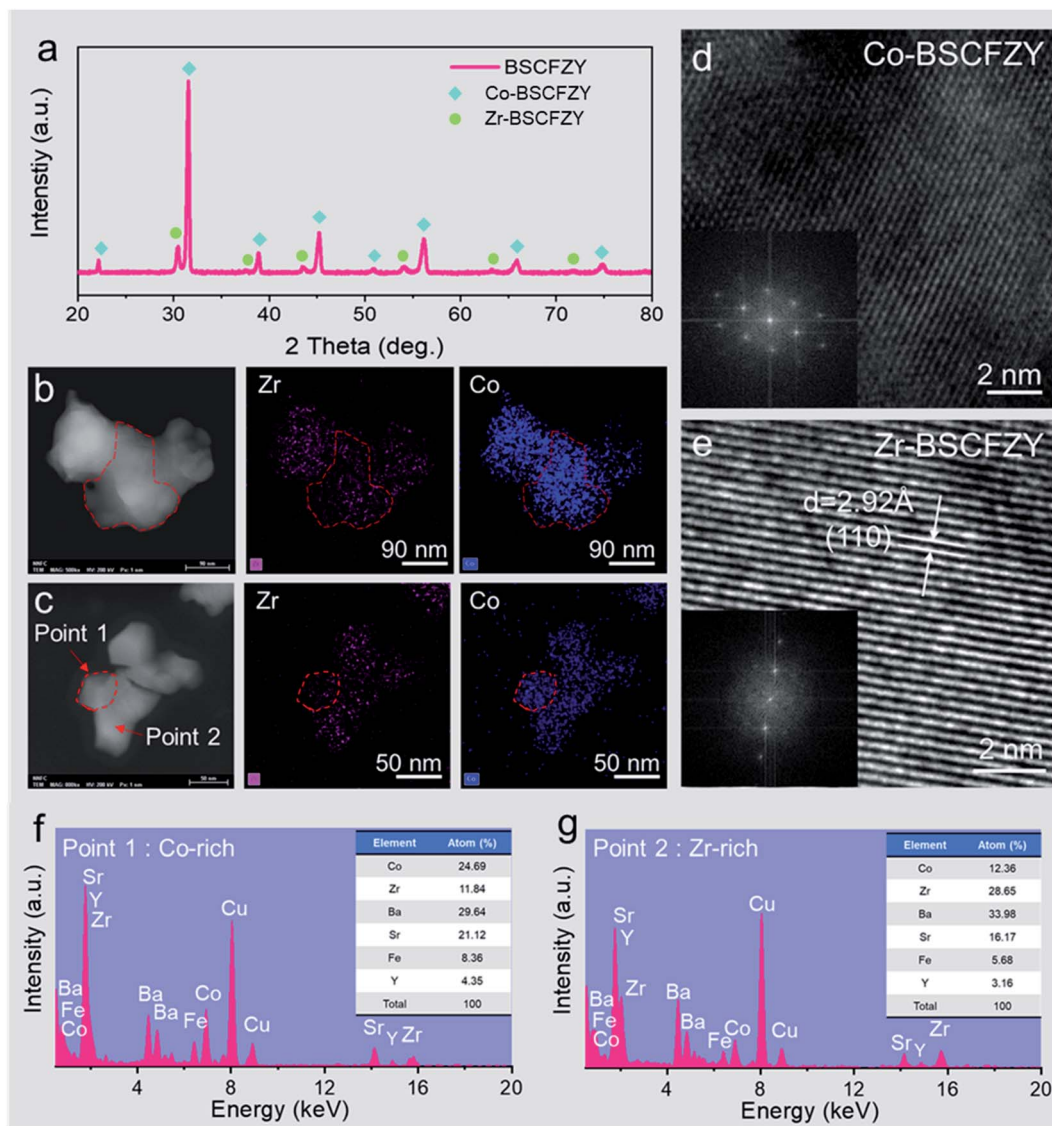 a
Intenstiy (a.u.)
BSCFZY
Co-BSCFZY
Zr-BSCFZY
20 30 40 50 60 70 80
2 Theta (deg.)
b
Zr
Co
90 nm
90 nm
90 nm
c
Point 1
Point 2
Zr
Co
50 nm
50 nm
50 nm
d
Co-BSCFZY
2 nm
e
Zr-BSCFZY
d=2.92Å
(110)
2 nm
f
Point 1 : Co-rich
Intensity (a.u.)
Sr
Y
Zr
Ba
Fe
Co
Ba
Ba
Fe
Co
Cu
Cu
Sr
Y
Zr
Element Atom (%)
Co 24.69
Zr 11.84
Ba 29.64
Sr 21.12
Fe 8.36
Y 4.35
Total 100
4 8 12 16 20
Energy (keV)
g
Point 2 : Zr-rich
Intensity (a.u.)
Sr
Y
Zr
Ba
Fe
Co
Ba
Ba
Fe
Co
Cu
Cu
Sr
Y
Zr
Element Atom (%)
Co 12.36
Zr 28.65
Ba 33.98
Sr 16.17
Fe 5.68
Y 3.16
Total 100
4 8 12 16 20
Energy (keV)